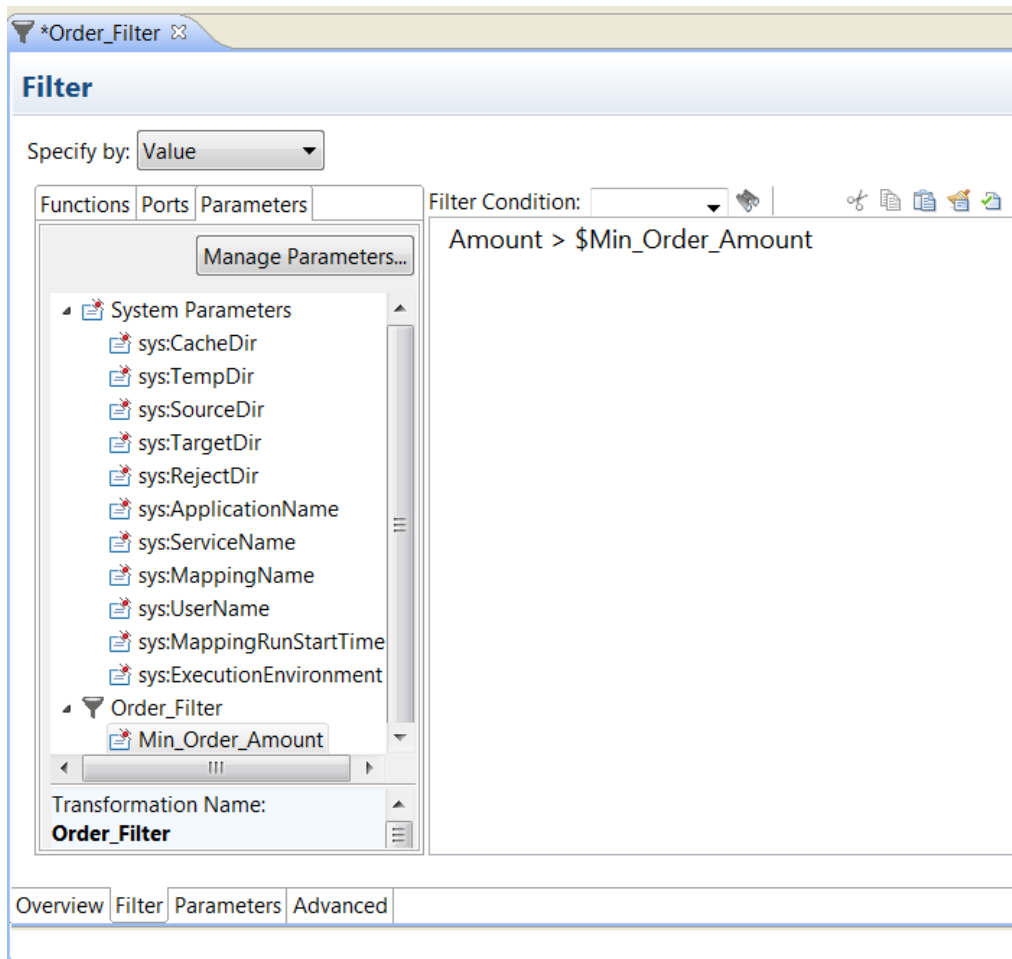 *Order_Filter
Filter
Specify by: Value
Functions Ports Parameters
Filter Condition:
Manage Parameters...
Amount > $Min_Order_Amount
System Parameters
sys:CacheDir
sys:TempDir
sys:SourceDir
sys:TargetDir
sys:RejectDir
sys:ApplicationName
sys:ServiceName
sys:MappingName
sys:UserName
sys:MappingRunStartTime
sys:ExecutionEnvironment
Order_Filter
Min_Order_Amount
Transformation Name:
Order_Filter
Overview Filter Parameters Advanced